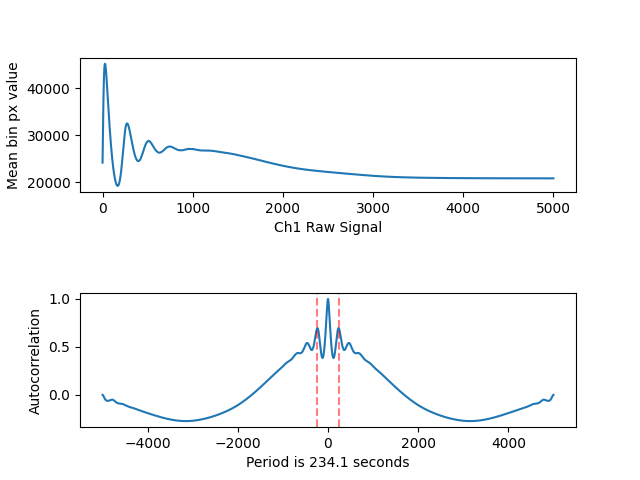 40000
30000
20000
Mean bin px value
0 1000 2000 3000 4000 5000
Ch1 Raw Signal
1.0
0.5
0.0
Autocorrelation
−4000 −2000 0 2000 4000
Period is 234.1 seconds